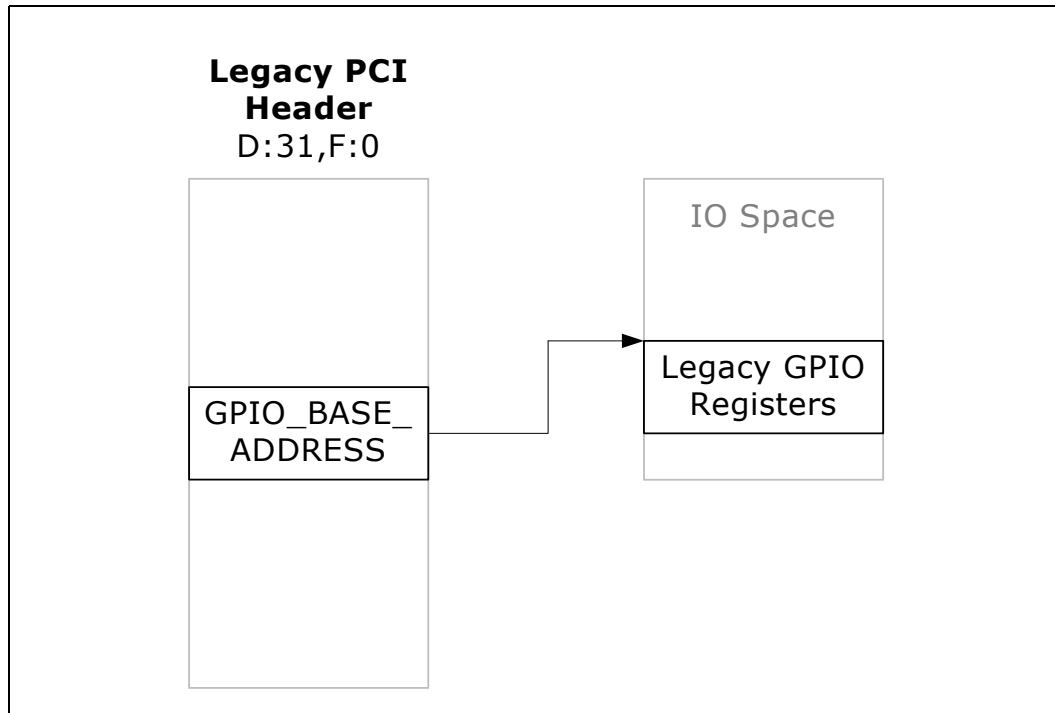 Legacy PCI
Header
D:31,F:0
IO Space
Legacy GPIO
Registers
GPIO_BASE_
ADDRESS